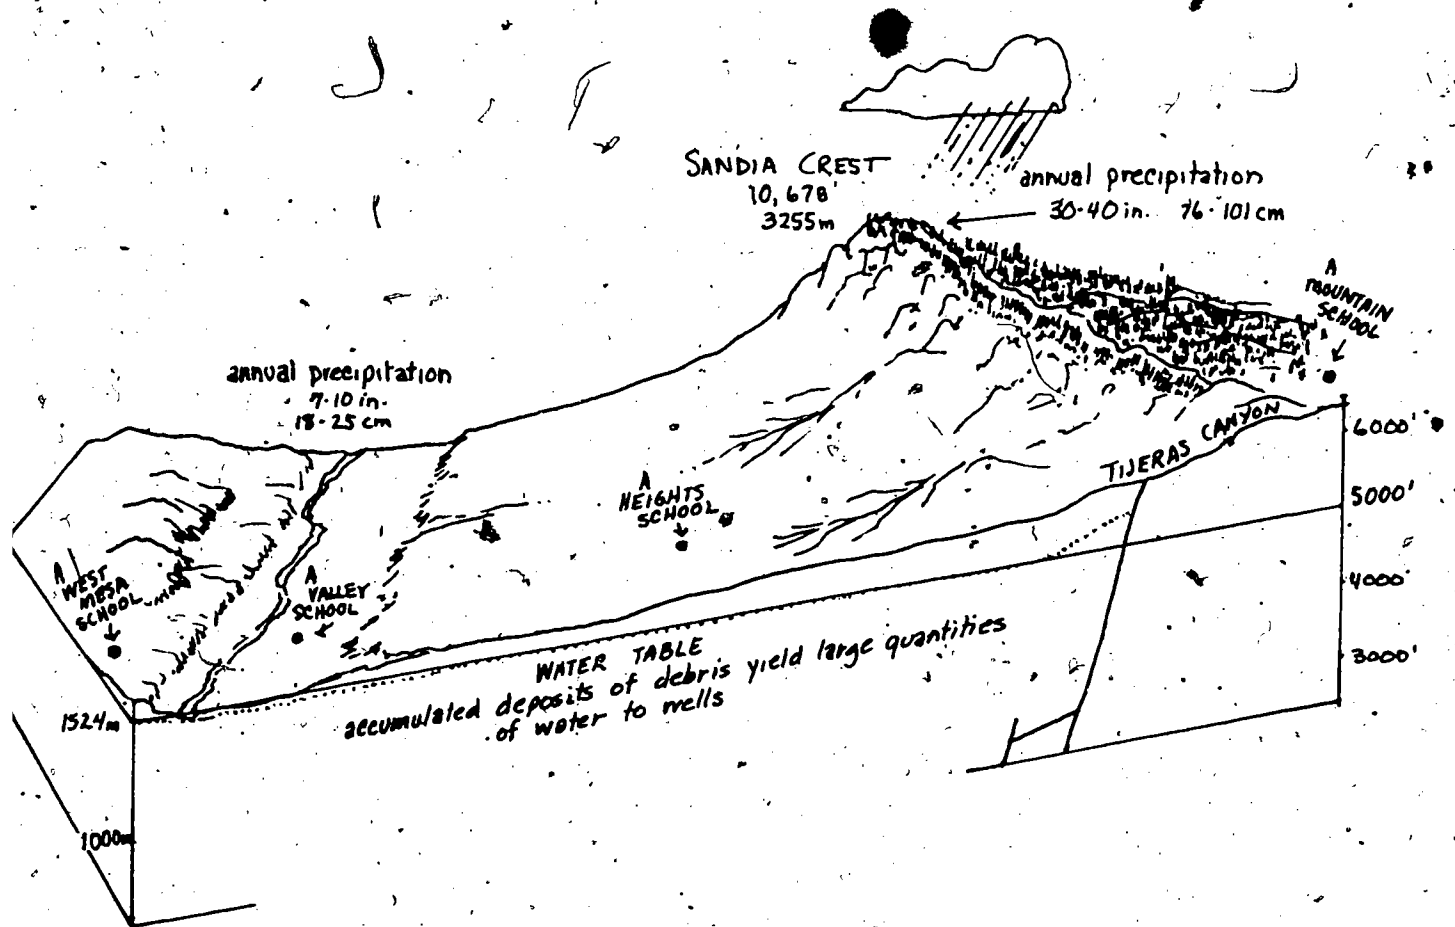 SANDIA CREST
10,678'
3255m
annual precipitation
30-40 in. 76-101 cm
A
MOUNTAIN
SCHOOL
annual precipitation
7-10 in.
18-25 cm
6000'
TIJERAS CANYON
5000'
A
HEIGHTS
SCHOOL
4000'
A
WEST
MESA
SCHOOL
A
VALLEY
SCHOOL
3000'
WATER TABLE
accumulated deposits of debris yield large quantities
of water to wells
1524m
1000m